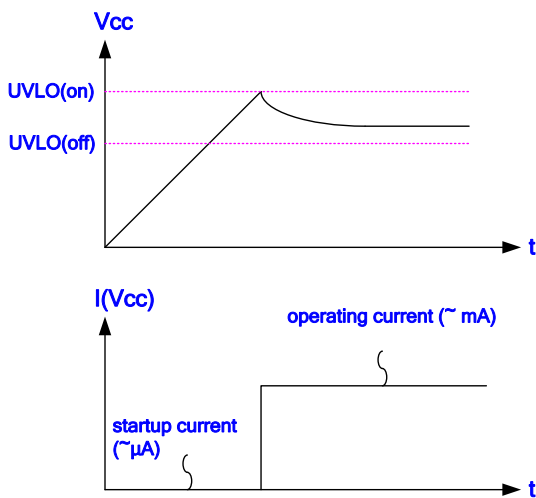 Vcc
UVLO(on)
UVLO(off)
t
I(Vcc)
operating current (~ mA)
startup current
(~µA)
t